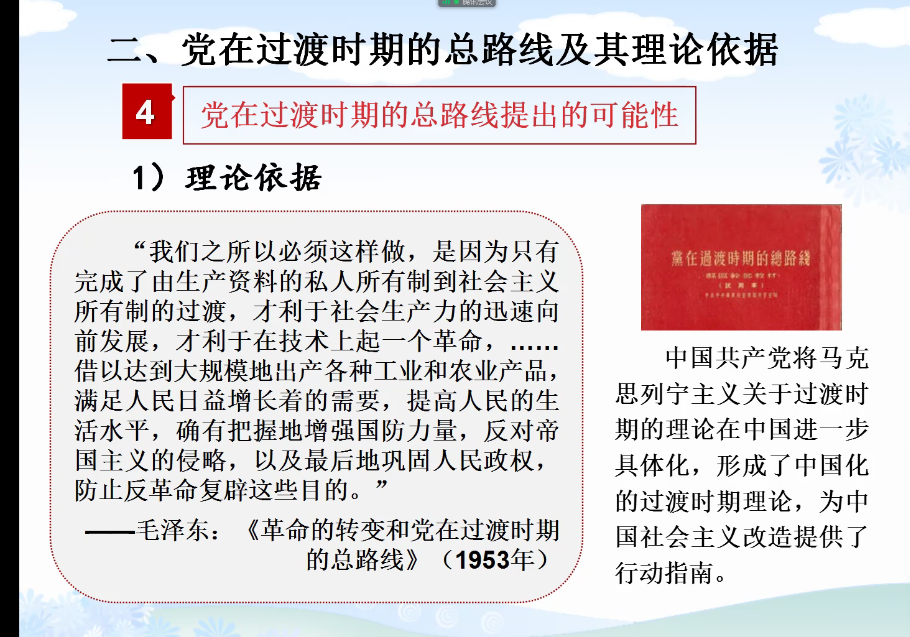 腾讯会议
二、党在过渡时期的总路线及其理论依据
4
党在过渡时期的总路线提出的可能性
1）理论依据
“我们之所以必须这样做，是因为只有
完成了由生产资料的私人所有制到社会主义
所有制的过渡，才利于社会生产力的迅速向
前发展，才利于在技术上起一个革命，……
借以达到大规模地出产各种工业和农业产品，
满足人民日益增长着的需要，提高人民的生
活水平，确有把握地增强国防力量，反对帝
国主义的侵略，以及最后地巩固人民政权，
防止反革命复辟这些目的。”
——毛泽东：《革命的转变和党在过渡时期
的总路线》（1953年）
黨在過渡時期的總路綫
中国共产党将马克
思列宁主义关于过渡时
期的理论在中国进一步
具体化，形成了中国化
的过渡时期理论，为中
国社会主义改造提供了
行动指南。